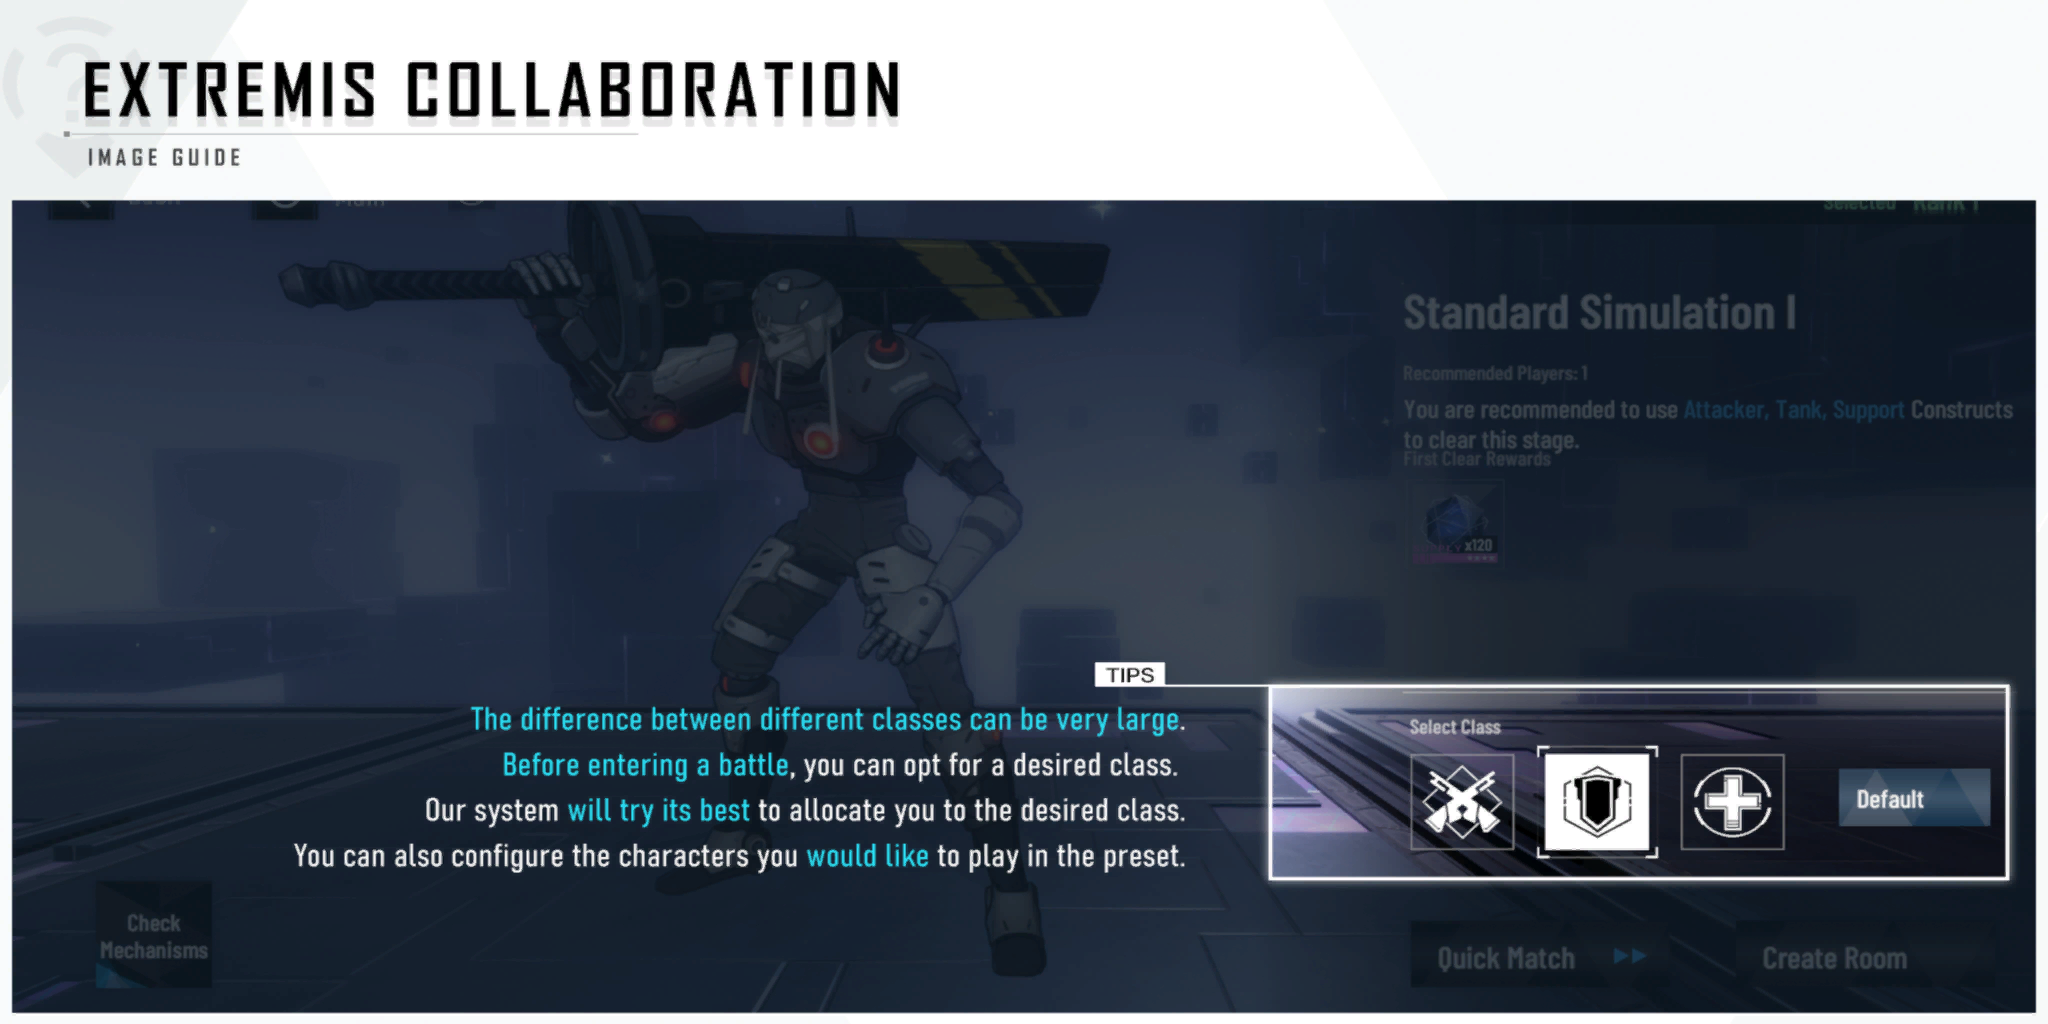 EXTREMIS COLLABORATION
IMAGE GUIDE
Selected Rank 1
Standard Simulation I
Recommended Players: 1
You are recommended to use Attacker, Tank, Support Constructs
to clear this stage.
First Clear Rewards
x120
TIPS
The difference between different classes can be very large.
Before entering a battle, you can opt for a desired class.
Our system will try its best to allocate you to the desired class.
You can also configure the characters you would like to play in the preset.
Select Class
Default
Check
Mechanisms
Quick Match
Create Room